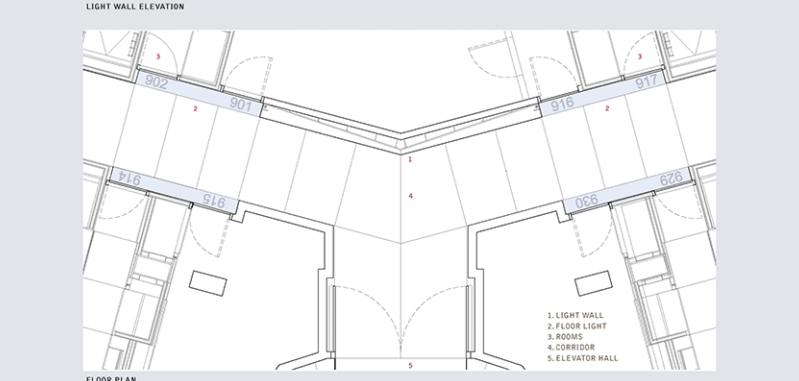 LIGHT WALL ELEVATION
3
3
902
901
916
917
2
2
1
4
914
915
930
929
1. LIGHT WALL
2. FLOOR LIGHT
3. ROOMS
4. CORRIDOR
5. ELEVATOR HALL
5
FLOOR PLAN